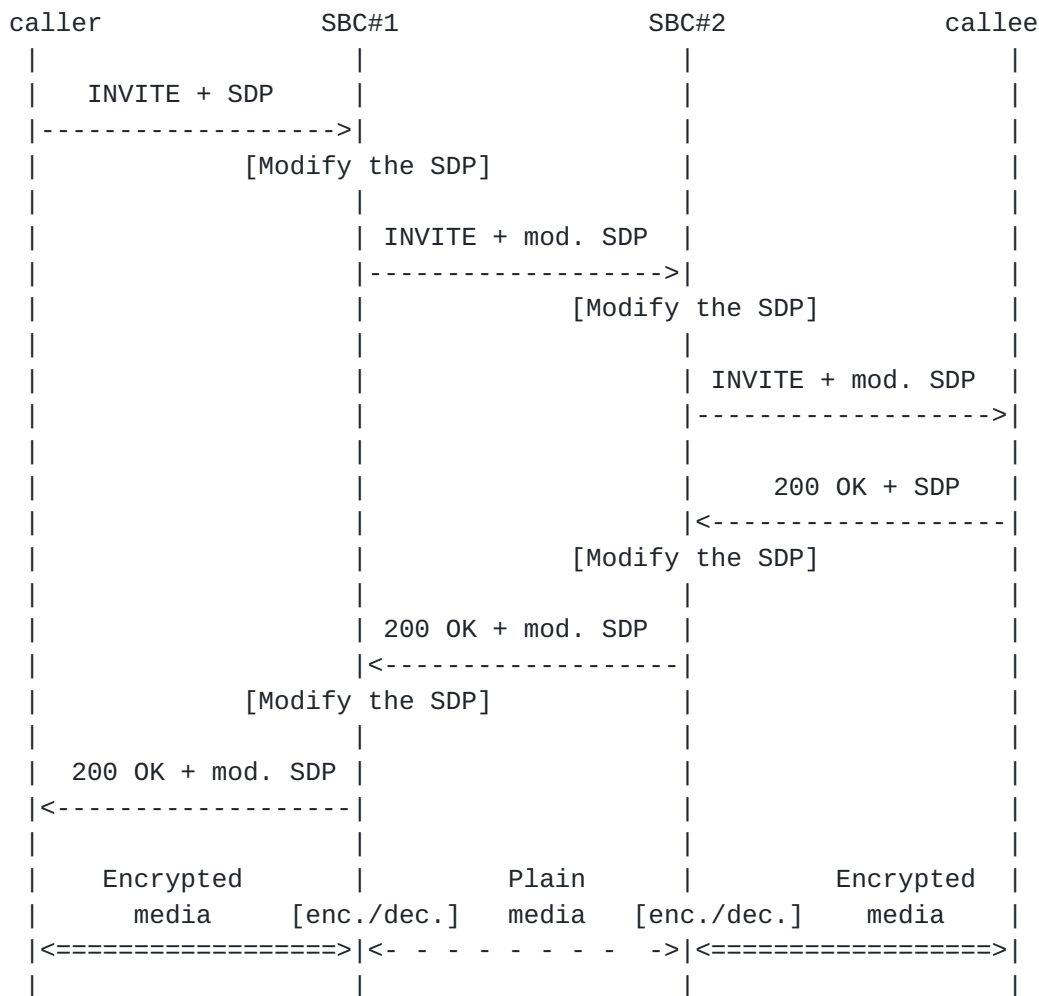 caller SBC#1 SBC#2 callee
INVITE + SDP
[Modify the SDP]
INVITE + mod. SDP
[Modify the SDP]
INVITE + mod. SDP
200 OK + SDP
[Modify the SDP]
200 OK + mod. SDP
[Modify the SDP]
200 OK + mod. SDP
Encrypted Plain Encrypted
media [enc./dec.] media [enc./dec.] media